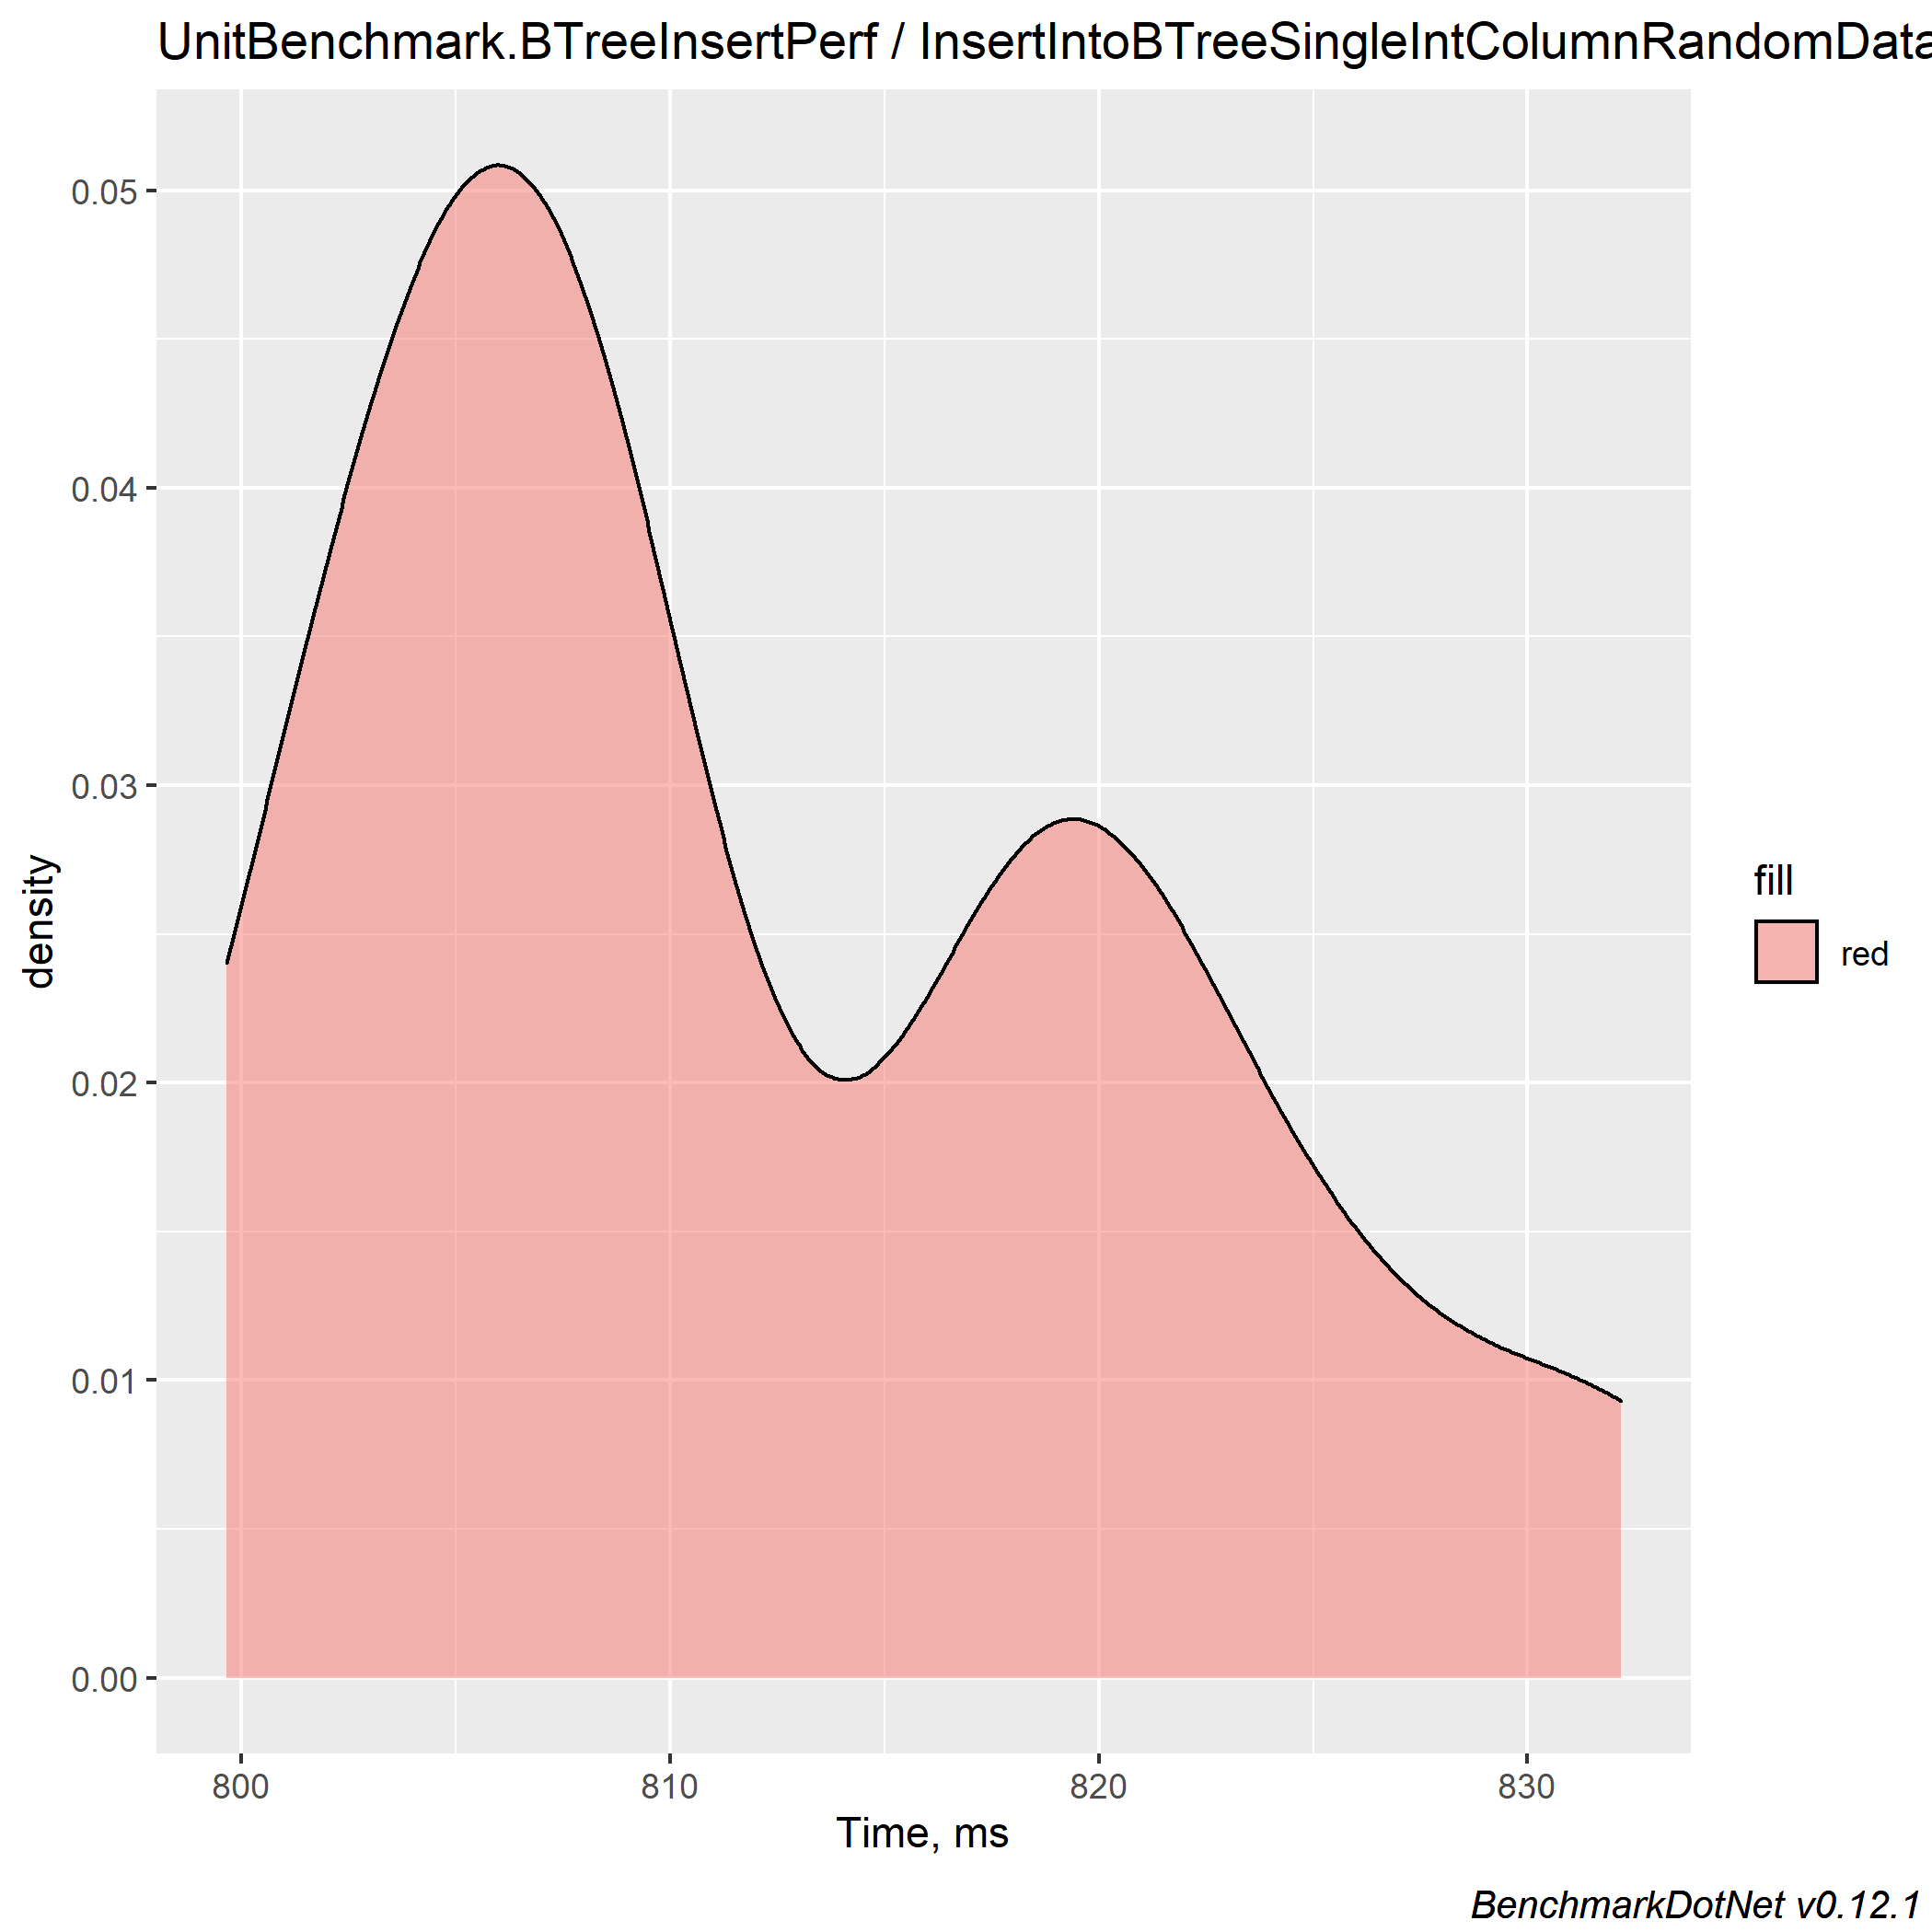 UnitBenchmark.BTreeInsertPerf / InsertIntoBTreeSingleIntColumnRandomData
density
0.05
0.04
0.03
0.02
0.01
0.00
800 810 820 830
Time, ms
fill
red
BenchmarkDotNet v0.12.1